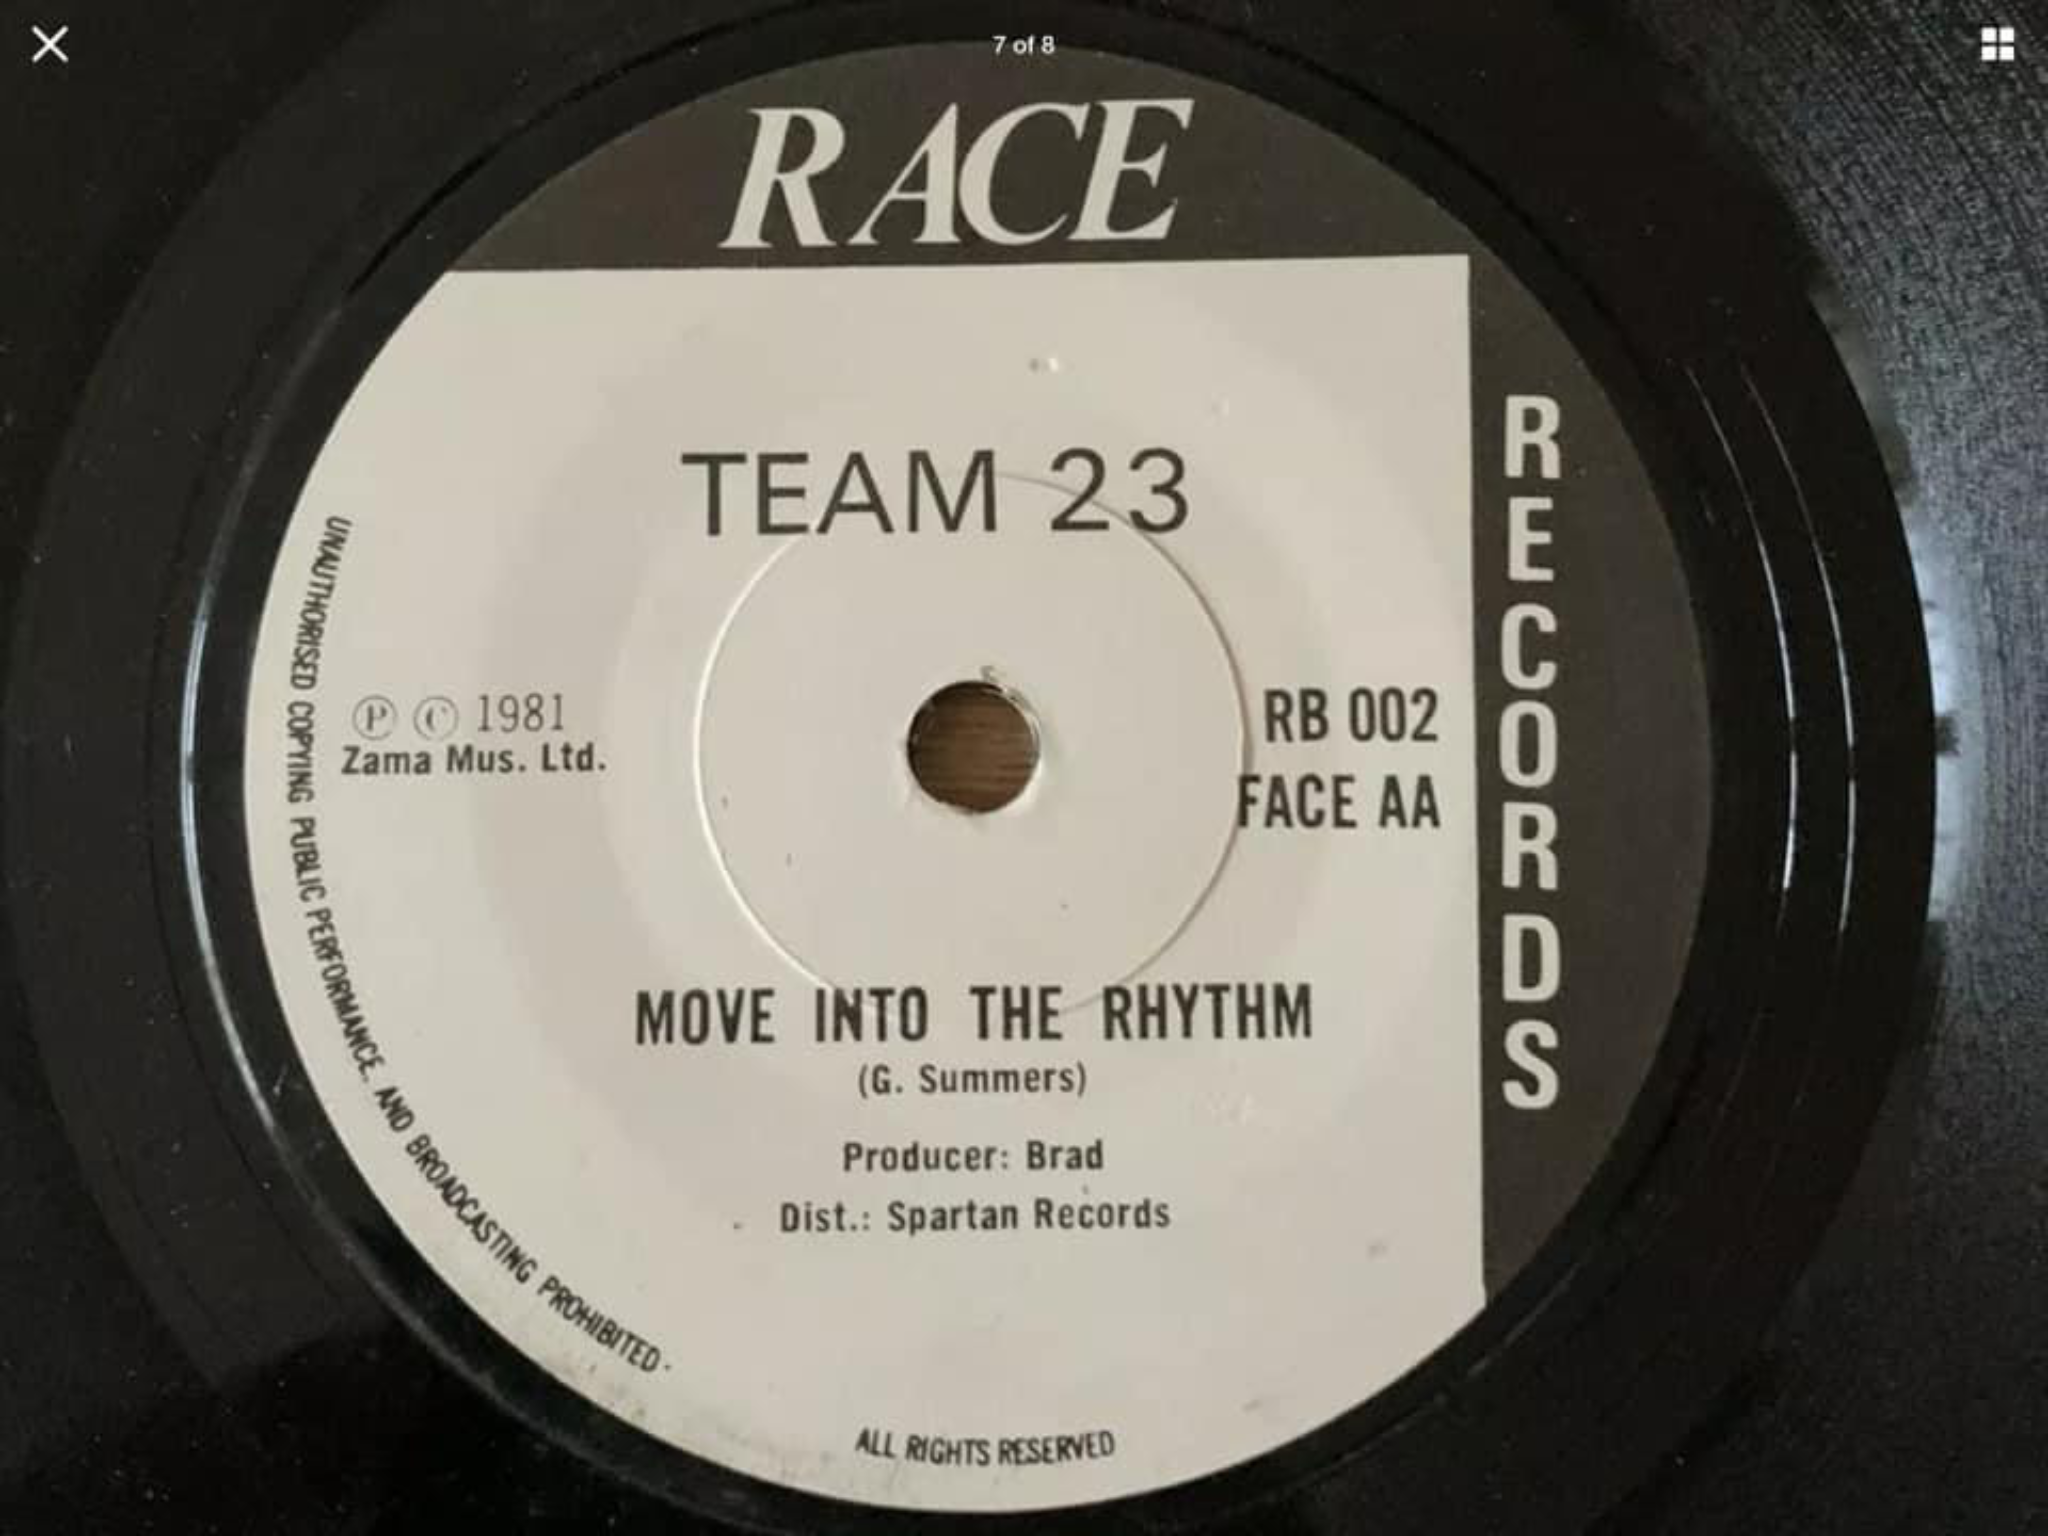 7 of 8
RACE
RECORDS
TEAM 23
Ⓟ © 1981
Zama Mus. Ltd.
RB 002
FACE AA
MOVE INTO THE RHYTHM
(G. Summers)
Producer: Brad
Dist.: Spartan Records
UNAUTHORISED COPYING PUBLIC PERFORMANCE. AND BROADCASTING PROHIBITED·
ALL RIGHTS RESERVED